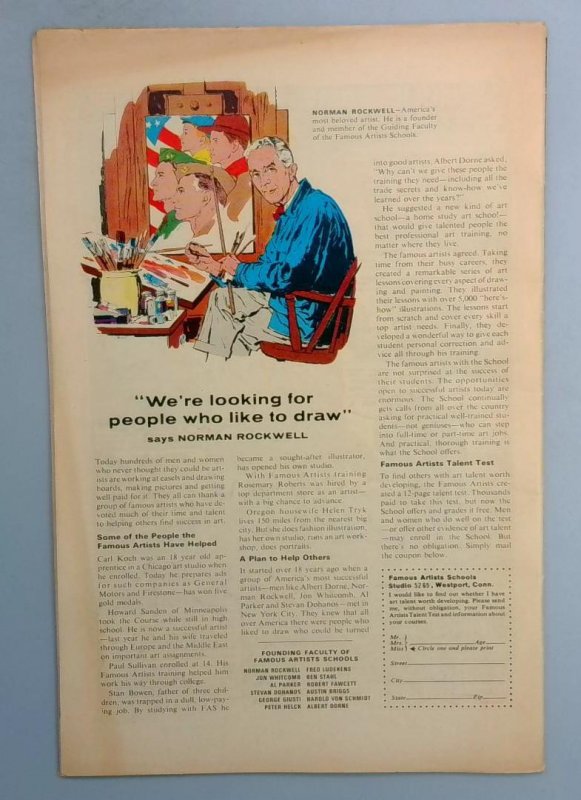 NORMAN ROCKWELL—America's
most beloved artist. He is a founder
and member of the Guiding Faculty
of the Famous Artists Schools.
"We're looking for
people who like to draw"
says NORMAN ROCKWELL
Today hundreds of men and women
who never thought they could be art-
ists are working at easels and drawing
boards, making pictures and getting
well paid for it. They all can thank a
group of famous artists who have de-
voted much of their time and talent
to helping others find success in art.
Some of the People the
Famous Artists Have Helped
Carl Koch was an 18 year old ap-
prentice in a Chicago art studio when
he enrolled. Today he prepares ads
for such companies as General
Motors and Firestone—has won five
gold medals.
Howard Sanden of Minneapolis
took the Course while still in high
school. He is now a successful artist
—last year he and his wife traveled
through Europe and the Middle East
on important art assignments.
Paul Sullivan enrolled at 14. His
Famous Artists training helped him
work his way through college.
Stan Bowen, father of three chil-
dren, was trapped in a dull, low-pay-
ing job. By studying with FAS he
became a sought-after illustrator,
has opened his own studio.
With Famous Artists training
Rosemary Roberts was hired by a
top department store as an artist—
with a big chance to advance.
Oregon housewife Helen Tryk
lives 150 miles from the nearest big
city. But she does fashion illustration,
has her own studio, runs an art work-
shop, does portraits.
A Plan to Help Others
It started over 18 years ago when a
group of America's most successful
artists—men like Albert Dorne, Nor-
man Rockwell, Jon Whitcomb, Al
Parker and Stevan Dohanos—met in
New York City. They knew that all
over America there were people who
liked to draw who could be turned
FOUNDING FACULTY OF
FAMOUS ARTISTS SCHOOLS
NORMAN ROCKWELL FRED LUDEKENS
JON WHITCOMB BEN STAHL
AL PARKER ROBERT FAWCETT
STEVAN DOHANOS AUSTIN BRIGGS
GEORGE GIUSTI HAROLD VON SCHMIDT
PETER HELCK ALBERT DORNE
into good artists. Albert Dorne asked,
"Why can't we give these people the
training they need—including all the
trade secrets and know-how we've
learned over the years?"
He suggested a new kind of art
school—a home study art school—
that would give talented people the
best professional art training, no
matter where they live.
The famous artists agreed. Taking
time from their busy careers, they
created a remarkable series of art
lessons covering every aspect of draw-
ing and painting. They illustrated
their lessons with over 5,000 "here's-
how" illustrations. The lessons start
from scratch and cover every skill a
top artist needs. Finally, they de-
veloped a wonderful way to give each
student personal correction and ad-
vice all through his training.
The famous artists with the School
are not surprised at the success of
their students. The opportunities
open to successful artists today are
enormous. The School continually
gets calls from all over the country
asking for practical well-trained stu-
dents—not geniuses—who can step
into full-time or part-time art jobs.
And practical, thorough training is
what the School offers.
Famous Artists Talent Test
To find others with art talent worth
developing, the Famous Artists cre-
ated a 12-page talent test. Thousands
paid to take this test, but now the
School offers and grades it free. Men
and women who do well on the test
—or offer other evidence of art talent
—may enroll in the School. But
there's no obligation. Simply mail
the coupon below.
Famous Artists Schools
Studio 5265, Westport, Conn.
I would like to find out whether I have
art talent worth developing. Please send
me, without obligation, your Famous
Artists Talent Test and information about
your courses.
Mr.
Mrs. Age
Miss Circle one and please print
Street
City
State Zip